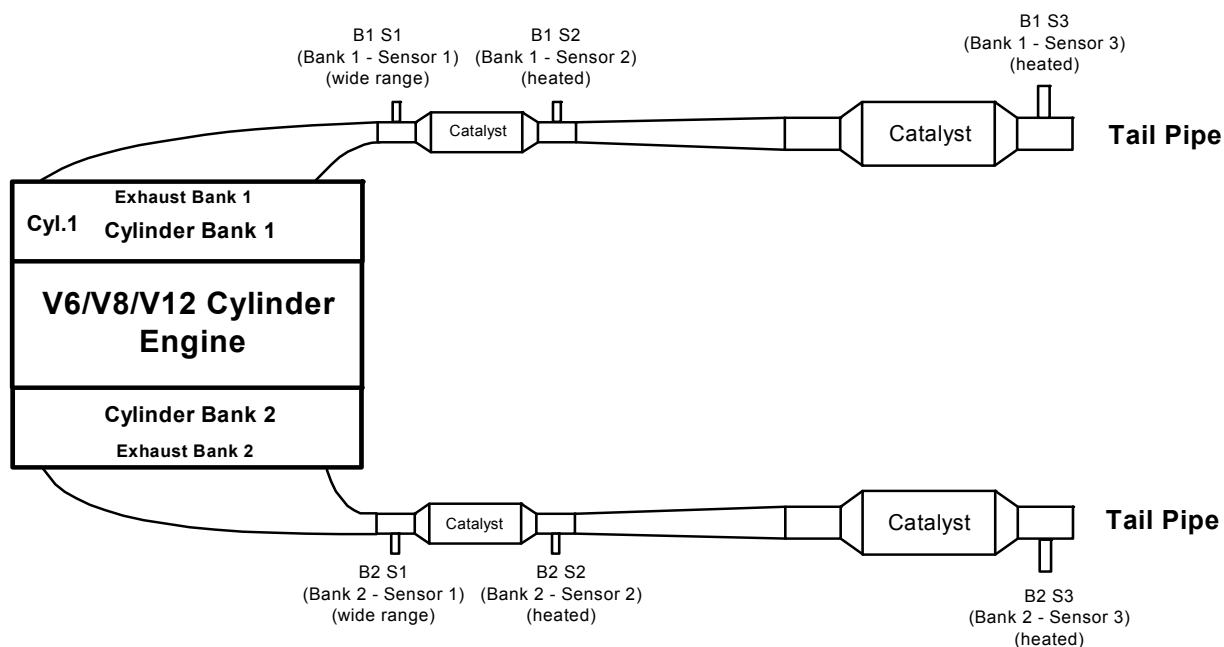 B1 S1
(Bank 1 - Sensor 1)
(wide range)
B1 S2
(Bank 1 - Sensor 2)
(heated)
B1 S3
(Bank 1 - Sensor 3)
(heated)
Catalyst
Catalyst
Tail Pipe
Exhaust Bank 1
Cyl.1
Cylinder Bank 1
V6/V8/V12 Cylinder
Engine
Cylinder Bank 2
Exhaust Bank 2
Catalyst
Catalyst
Tail Pipe
B2 S1
(Bank 2 - Sensor 1)
(wide range)
B2 S2
(Bank 2 - Sensor 2)
(heated)
B2 S3
(Bank 2 - Sensor 3)
(heated)